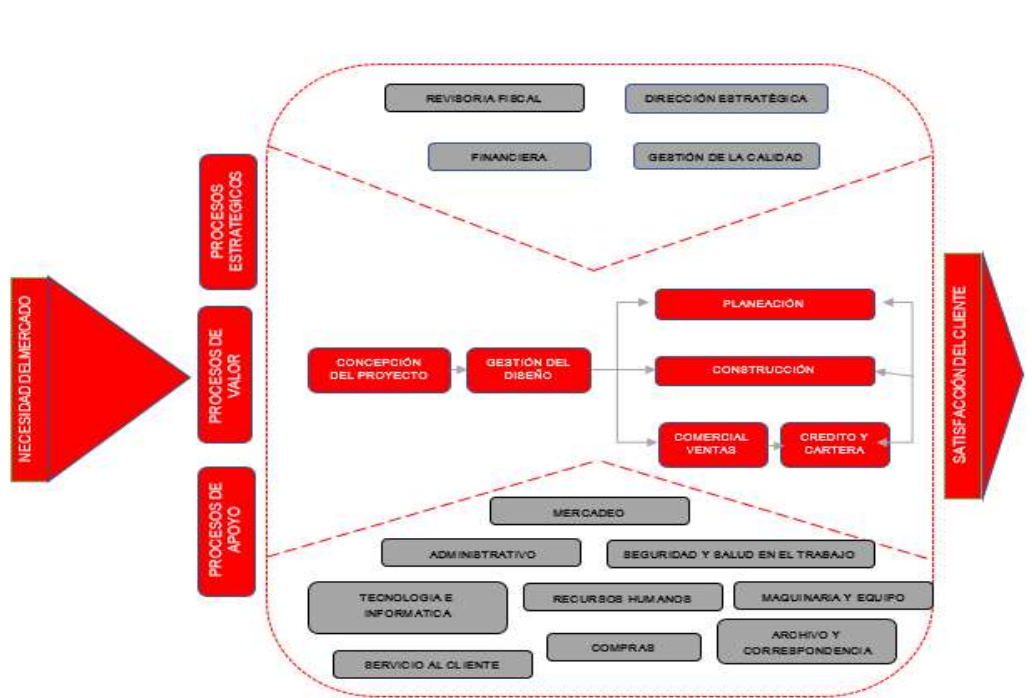 REVISORIA FISCAL
DIRECCIÓN ESTRATÉGICA
FINANCIERA
GESTIÓN DE LA CALIDAD
PROCESOS
ESTRATEGICOS
NECESIDAD DEL MERCADO
PROCESOS DE
VALOR
CONCEPCIÓN
DEL PROYECTO
GESTIÓN DEL
DISEÑO
PLANEACIÓN
CONSTRUCCIÓN
COMERCIAL
VENTAS
CREDITO Y
CARTERA
SATISFACCIÓN DEL CLIENTE
PROCESOS DE
APOYO
MERCADEO
ADMINISTRATIVO
SEGURIDAD Y SALUD EN EL TRABAJO
TECNOLOGIA E
INFORMATICA
RECURSOS HUMANOS
MAQUINARIA Y EQUIPO
SERVICIO AL CLIENTE
COMPRAS
ARCHIVO Y
CORRESPONDENCIA